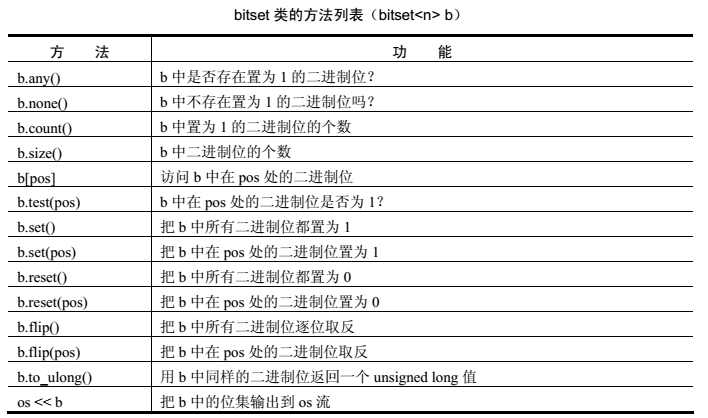 bitset 类的方法列表（bitset<n> b）
方 法 功 能
b.any() b 中是否存在置为 1 的二进制位？
b.none() b 中不存在置为 1 的二进制位吗？
b.count() b 中置为 1 的二进制位的个数
b.size() b 中二进制位的个数
b[pos] 访问 b 中在 pos 处的二进制位
b.test(pos) b 中在 pos 处的二进制位是否为 1？
b.set() 把 b 中所有二进制位都置为 1
b.set(pos) 把 b 中在 pos 处的二进制位置为 1
b.reset() 把 b 中所有二进制位都置为 0
b.reset(pos) 把 b 中在 pos 处的二进制位置为 0
b.flip() 把 b 中所有二进制位逐位取反
b.flip(pos) 把 b 中在 pos 处的二进制位取反
b.to_ulong() 用 b 中同样的二进制位返回一个 unsigned long 值
os << b 把 b 中的位集输出到 os 流